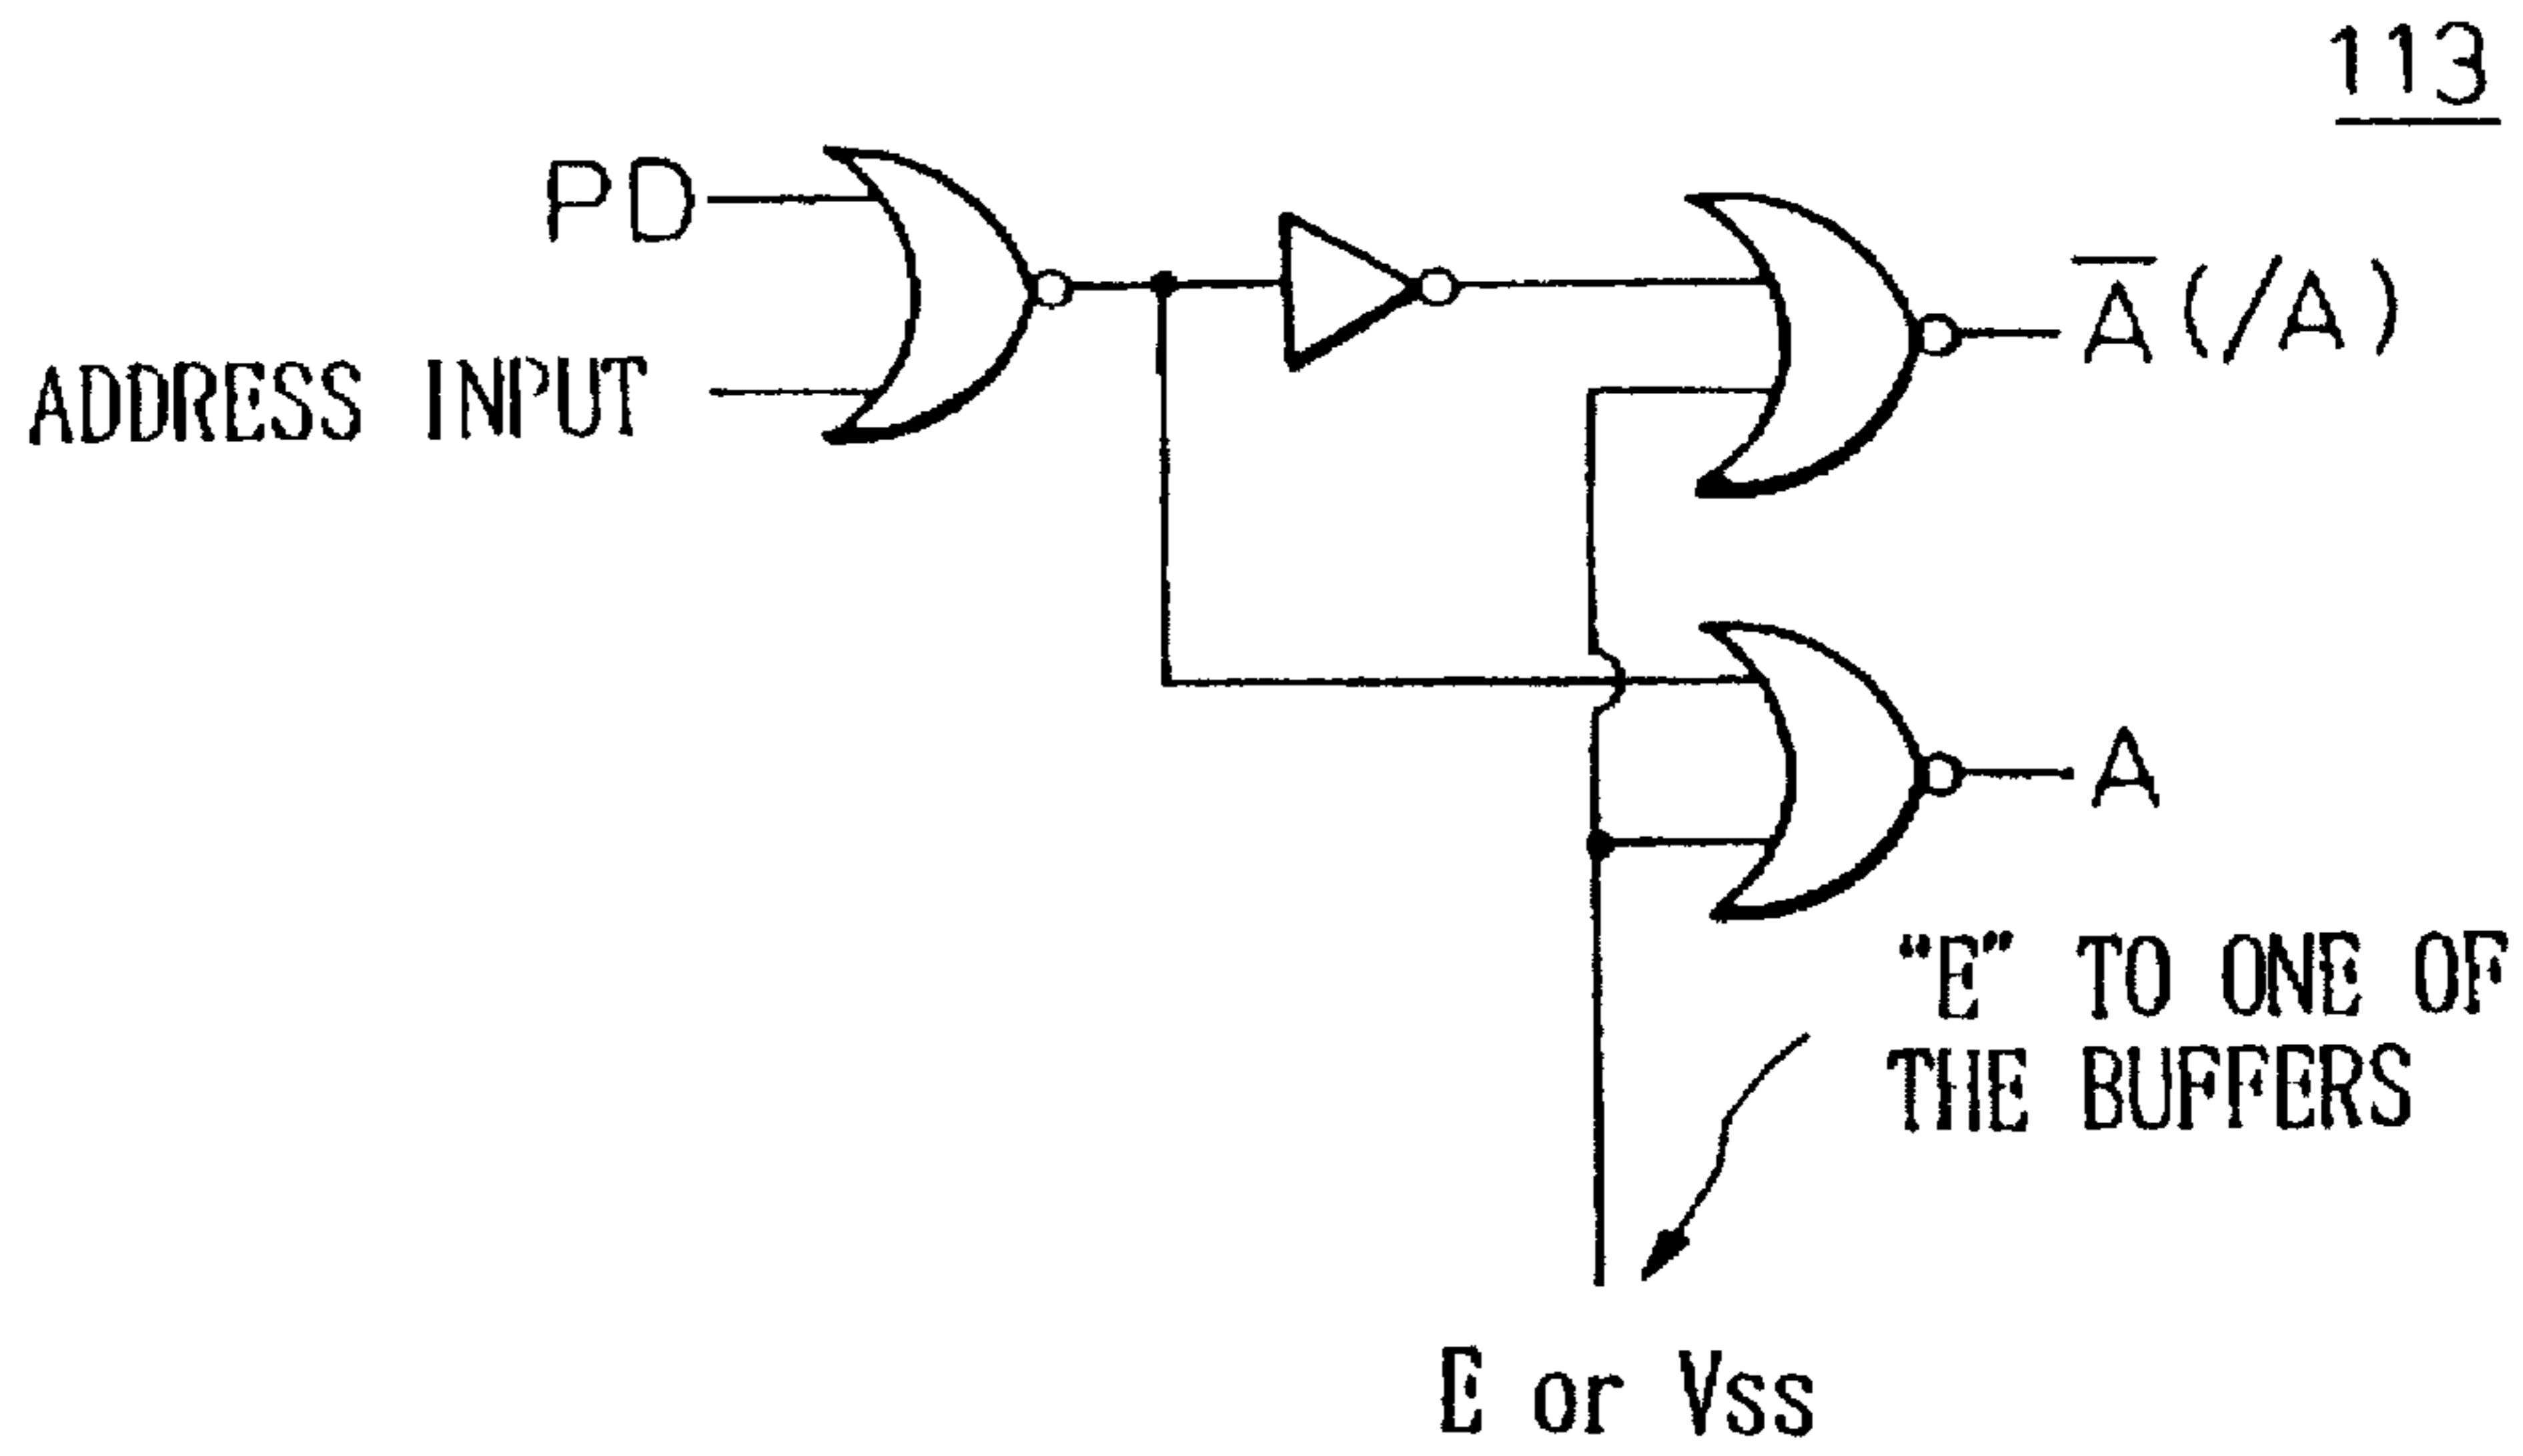 113
PD
ADDRESS INPUT
A̅(/A)
A
“E” TO ONE OF
THE BUFFERS
E or Vss